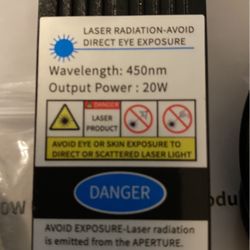 LASER RADIATION-AVOID
DIRECT EYE EXPOSURE
Wavelength: 450nm
Output Power : 20W
DANGER
LASER
PRODUCT
AVOID EYE OR SKIN EXPOSURE TO
DIRECT OR SCATTERED LASER LIGHT
DANGER
AVOID EXPOSURE-Laser radiation
is emitted from the APERTURE.